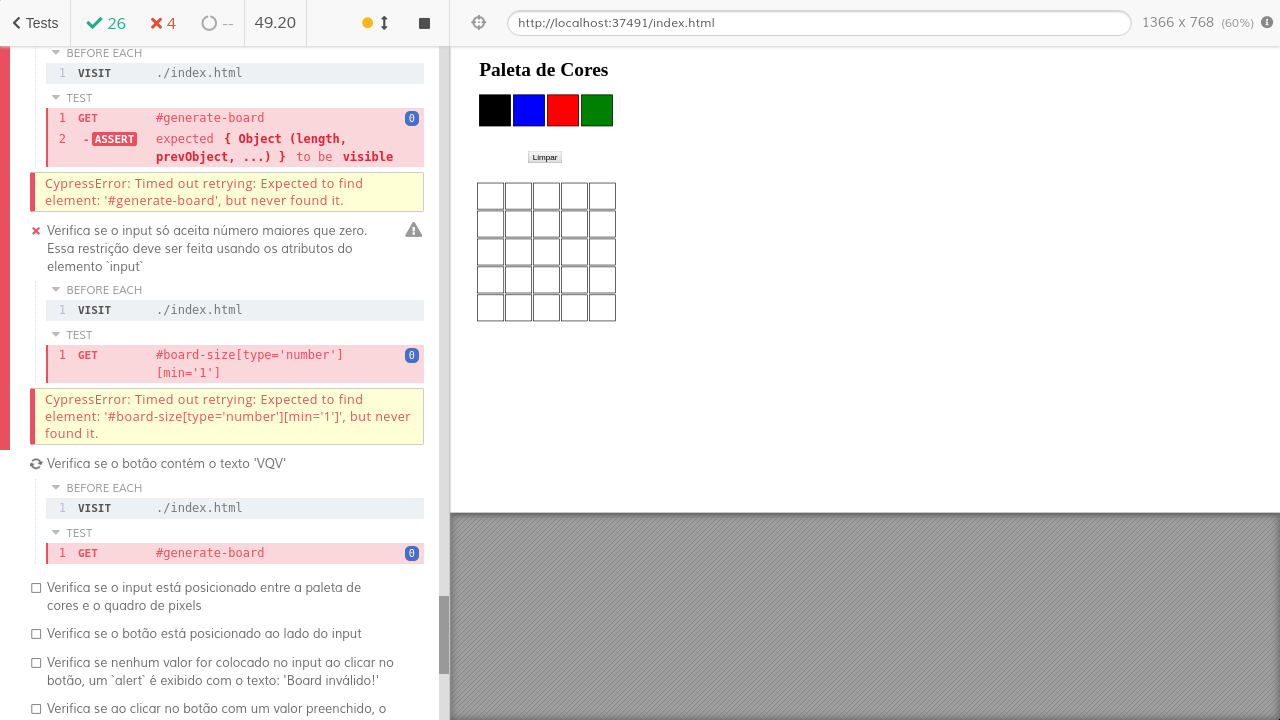 Tests 26 4 -- 49.20
http://localhost:37491/index.html 1366 x 768 (60%)
BEFORE EACH
1 VISIT ./index.html
TEST
1 GET #generate-board 0
2 -ASSERT expected { Object (length,
prevObject, ...) } to be visible
CypressError: Timed out retrying: Expected to find
element: '#generate-board', but never found it.
Verifica se o input só aceita número maiores que zero.
Essa restrição deve ser feita usando os atributos do
elemento `input`
BEFORE EACH
1 VISIT ./index.html
TEST
1 GET #board-size[type='number'] 0
[min='1']
CypressError: Timed out retrying: Expected to find
element: '#board-size[type='number'][min='1']', but never
found it.
Verifica se o botão contém o texto 'VQV'
BEFORE EACH
1 VISIT ./index.html
TEST
1 GET #generate-board 0
Verifica se o input está posicionado entre a paleta de
cores e o quadro de pixels
Verifica se o botão está posicionado ao lado do input
Verifica se nenhum valor for colocado no input ao clicar no
botão, um `alert` é exibido com o texto: 'Board inválido!'
Verifica se ao clicar no botão com um valor preenchido, o
Paleta de Cores
Limpar